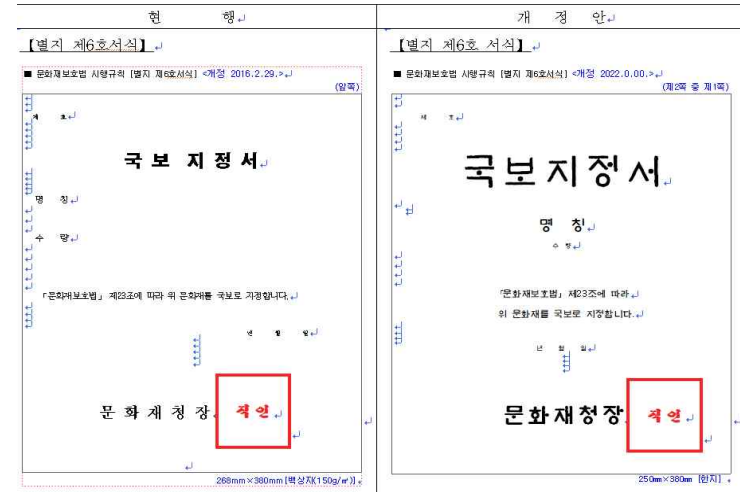 현 행
개 정 안
【별지 제6호서식】
■ 문화재보호법 시행규칙 [별지 제6호서식] <개정 2016.2.29.>
(앞쪽)
제 호
국 보 지 정 서
명 칭
수 량
「문화재보호법」 제23조에 따라 위 문화재를 국보로 지정합니다.
년 월 일
문 화 재 청 장 직인
268mm×380mm[백상지(150g/㎡)]
【별지 제6호 서식】
■ 문화재보호법 시행규칙 [별지 제6호서식] <개정 2022.0.00.>
(제2쪽 중 제1쪽)
제 호
국보지정서
명 칭
수 량
「문화재보호법」 제23조에 따라
위 문화재를 국보로 지정합니다.
년 월 일
문화재청장 직인
250mm×380mm [한지]